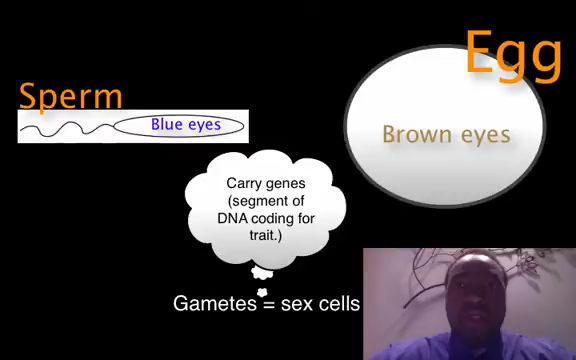 Egg
Sperm
Blue eyes
Brown eyes
Carry genes
(segment of
DNA coding for
trait.)
Gametes = sex cells